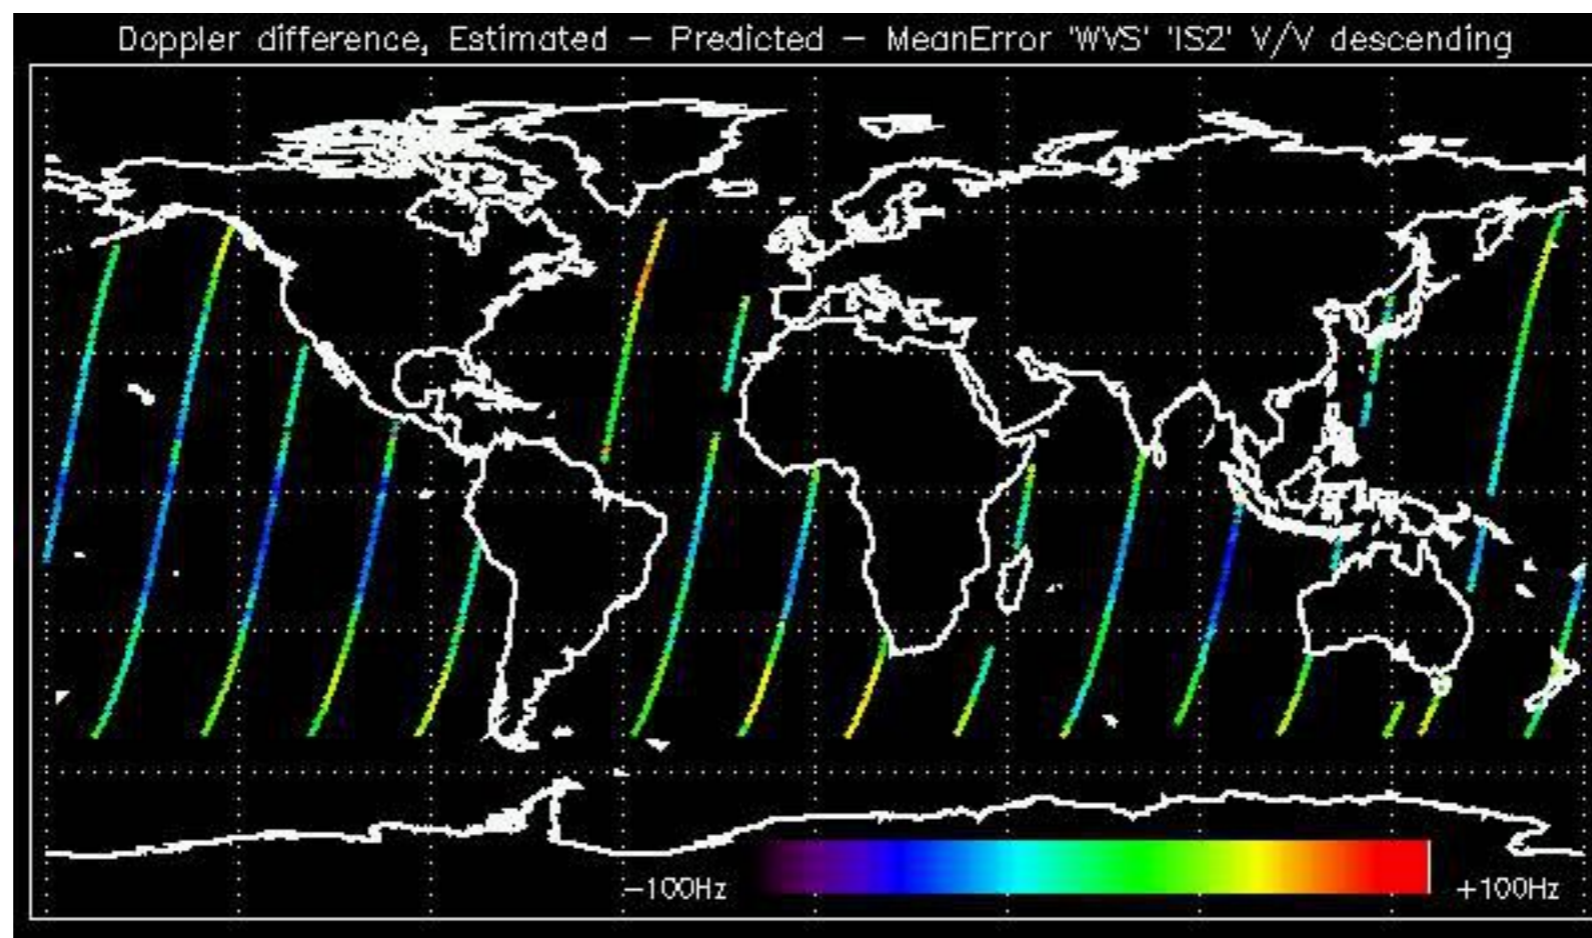 Doppler difference, Estimated – Predicted – MeanError 'WVS' 'IS2' V/V descending
–100Hz +100Hz